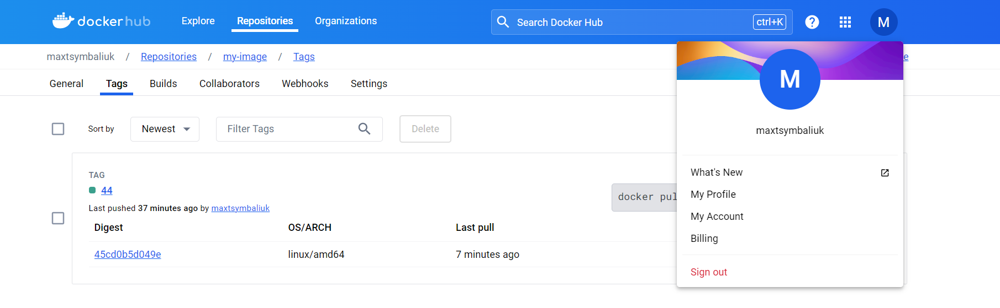 docker hub Explore Repositories Organizations Search Docker Hub ctrl+K ? M
maxtsymbaliuk / Repositories / my-image / Tags
General Tags Builds Collaborators Webhooks Settings
Sort by Newest Filter Tags Delete
TAG
44
docker pul
Last pushed 37 minutes ago by maxtsymbaliuk
Digest OS/ARCH Last pull
45cd0b5d049e linux/amd64 7 minutes ago
M
maxtsymbaliuk
What's New
My Profile
My Account
Billing
Sign out